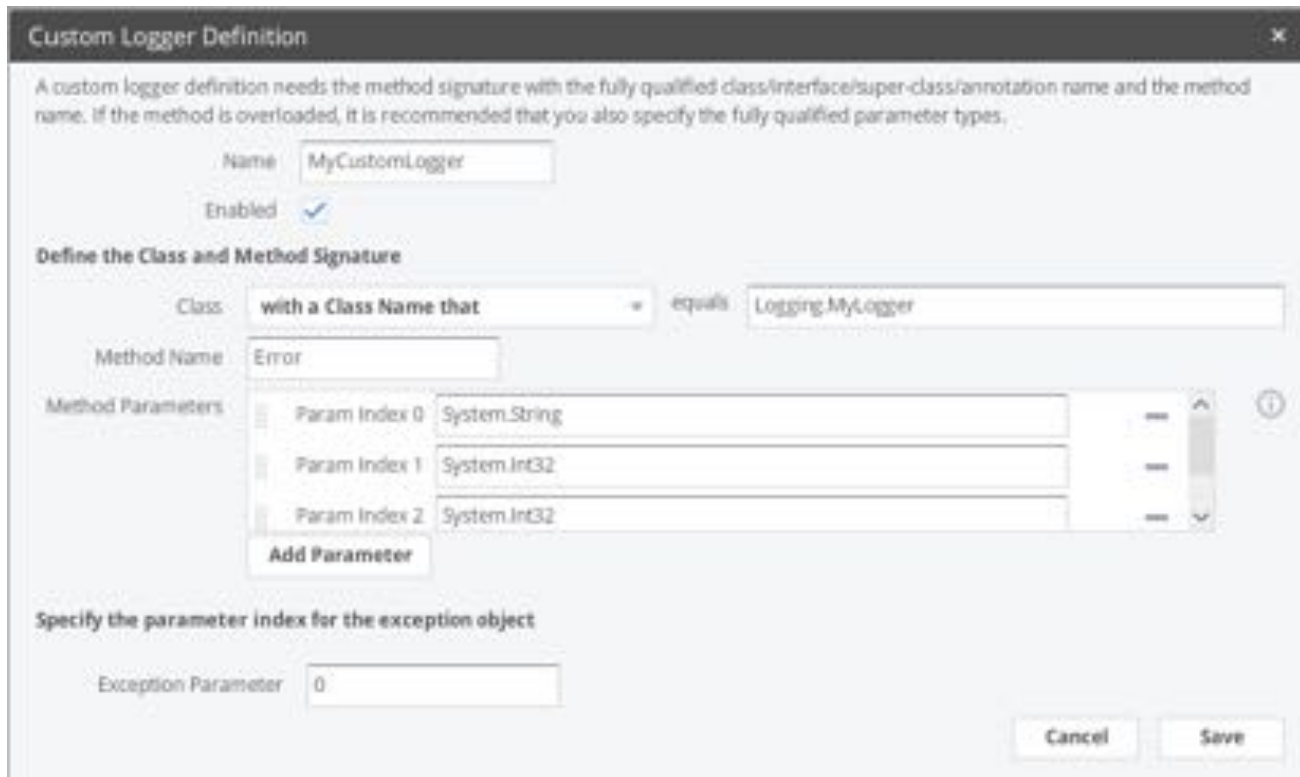 Custom Logger Definition ×
A custom logger definition needs the method signature with the fully qualified class/interface/super-class/annotation name and the method
name. If the method is overloaded, it is recommended that you also specify the fully qualified parameter types.
Name MyCustomLogger
Enabled
Define the Class and Method Signature
Class with a Class Name that equals Logging.MyLogger
Method Name Error
Method Parameters Param Index 0 System.String
Param Index 1 System.Int32
Param Index 2 System.Int32
Add Parameter
Specify the parameter index for the exception object
Exception Parameter 0
Cancel Save